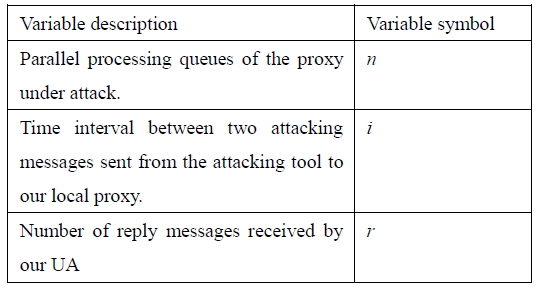 Variable description Variable symbol
Parallel processing queues of the proxy n
under attack.
Time interval between two attacking i
messages sent from the attacking tool to
our local proxy.
Number of reply messages received by r
our UA